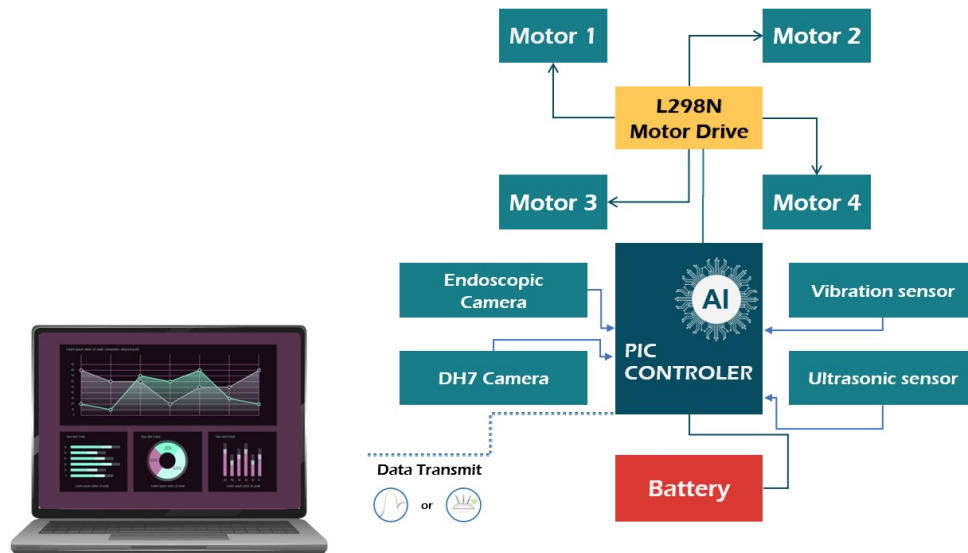 Motor 1
Motor 2
L298N
Motor Drive
Motor 3
Motor 4
Endoscopic
Camera
AI
Vibration sensor
PIC
CONTROLER
DH7 Camera
Ultrasonic sensor
Data Transmit
or
Battery